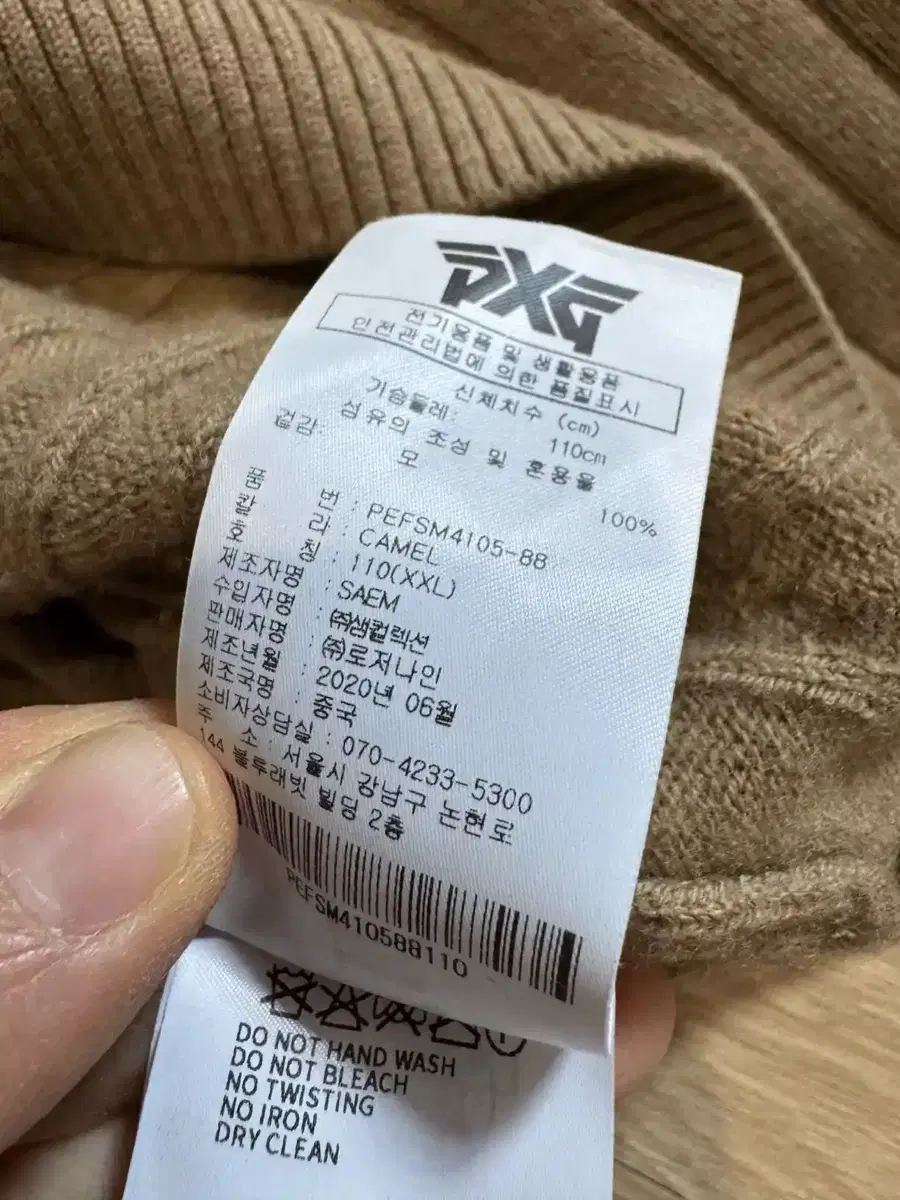 PXG
전기용품 및 생활용품
안전관리법에 의한 품질표시
신체치수 (cm)
가슴둘레: 110cm
섬유의 조성 및 혼용율
겉감: 모 100%
품 번 : PEFSM4105-88
칼 라 : CAMEL
호 칭 : 110(XXL)
제조자명 : SAEM
수입자명 : ㈜샘컬렉션
판매자명 : ㈜로저나인
제조년월 : 2020년 06월
제조국명 : 중국
소비자상담실 : 070-4233-5300
주 소 : 서울시 강남구 논현로
144 블루래빗 빌딩 2층
PEFSM410588110
DO NOT HAND WASH
DO NOT BLEACH
NO TWISTING
NO IRON
DRY CLEAN